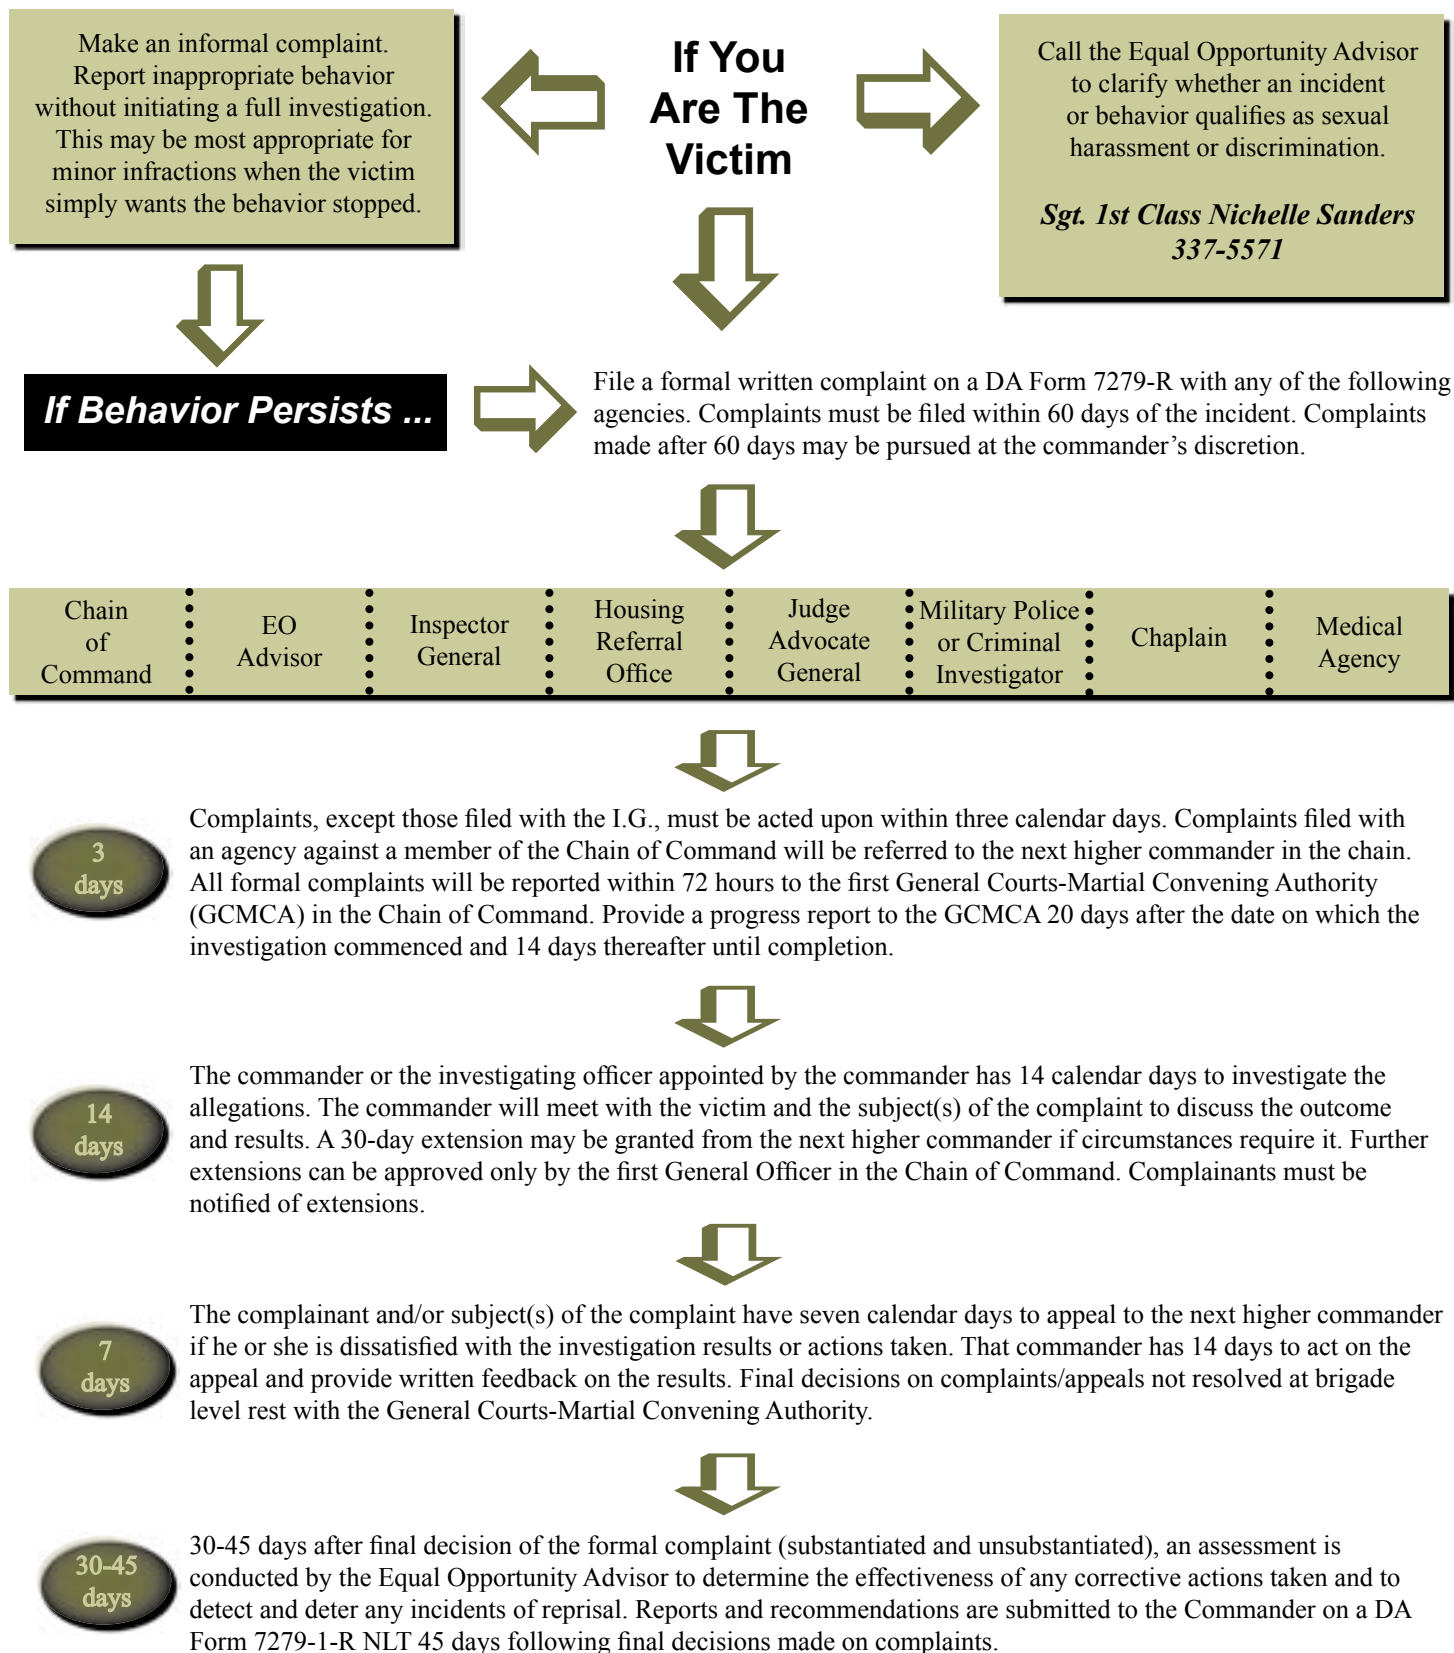 Make an informal complaint.
Report inappropriate behavior
without initiating a full investigation.
This may be most appropriate for
minor infractions when the victim
simply wants the behavior stopped.
If You
Are The
Victim
Call the Equal Opportunity Advisor
to clarify whether an incident
or behavior qualifies as sexual
harassment or discrimination.
Sgt. 1st Class Nichelle Sanders
337-5571
If Behavior Persists ...
File a formal written complaint on a DA Form 7279-R with any of the following
agencies. Complaints must be filed within 60 days of the incident. Complaints
made after 60 days may be pursued at the commander’s discretion.
Chain
of
Command
EO
Advisor
Inspector
General
Housing
Referral
Office
Judge
Advocate
General
Military Police
or Criminal
Investigator
Chaplain
Medical
Agency
3
days
Complaints, except those filed with the I.G., must be acted upon within three calendar days. Complaints filed with
an agency against a member of the Chain of Command will be referred to the next higher commander in the chain.
All formal complaints will be reported within 72 hours to the first General Courts-Martial Convening Authority
(GCMCA) in the Chain of Command. Provide a progress report to the GCMCA 20 days after the date on which the
investigation commenced and 14 days thereafter until completion.
14
days
The commander or the investigating officer appointed by the commander has 14 calendar days to investigate the
allegations. The commander will meet with the victim and the subject(s) of the complaint to discuss the outcome
and results. A 30-day extension may be granted from the next higher commander if circumstances require it. Further
extensions can be approved only by the first General Officer in the Chain of Command. Complainants must be
notified of extensions.
7
days
The complainant and/or subject(s) of the complaint have seven calendar days to appeal to the next higher commander
if he or she is dissatisfied with the investigation results or actions taken. That commander has 14 days to act on the
appeal and provide written feedback on the results. Final decisions on complaints/appeals not resolved at brigade
level rest with the General Courts-Martial Convening Authority.
30-45
days
30-45 days after final decision of the formal complaint (substantiated and unsubstantiated), an assessment is
conducted by the Equal Opportunity Advisor to determine the effectiveness of any corrective actions taken and to
detect and deter any incidents of reprisal. Reports and recommendations are submitted to the Commander on a DA
Form 7279-1-R NLT 45 days following final decisions made on complaints.